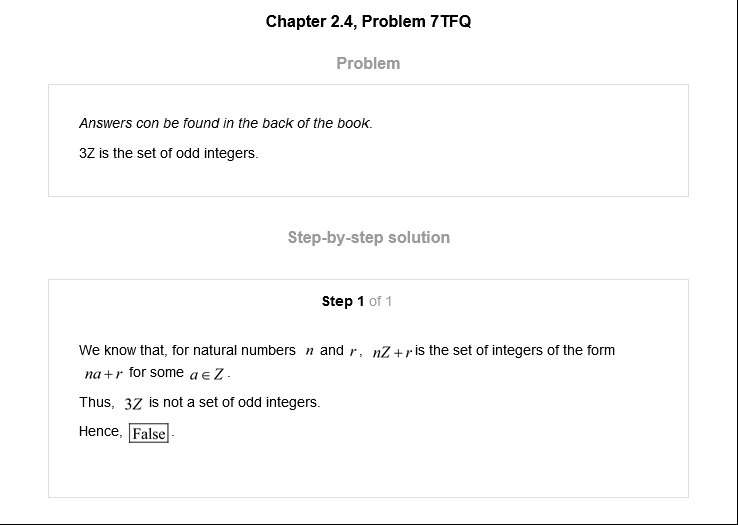 Chapter 2.4, Problem 7TFQ
Problem
Answers con be found in the back of the book.
3Z is the set of odd integers.
Step-by-step solution
Step 1 of 1
We know that, for natural numbers n and r, nZ+r is the set of integers of the form
na+r for some a∈Z.
Thus, 3Z is not a set of odd integers.
Hence, False.